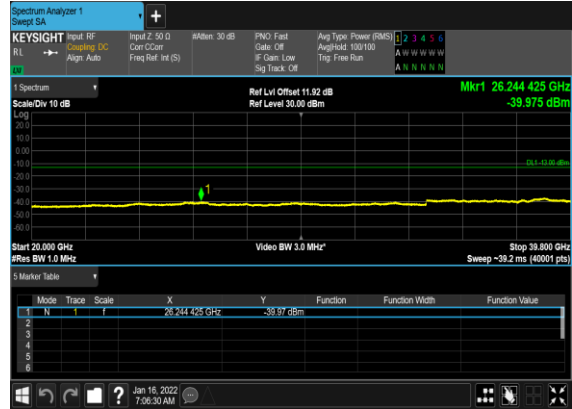 Spectrum Analyzer 1
Swept SA
+
KEYSIGHT Input: RF Input Z: 50 Ω #Atten: 30 dB PNO: Fast Avg Type: Power (RMS) 1 2 3 4 5 6
RL Coupling: DC Corr CCorr Gate: Off Avg|Hold: 100/100 A W W W W W
Align: Auto Freq Ref: Int (S) IF Gain: Low Trig: Free Run
Sig Track: Off A N N N N N
1 Spectrum Ref Lvl Offset 11.92 dB Mkr1 26.244 425 GHz
Scale/Div 10 dB Ref Level 30.00 dBm -39.975 dBm
Log
20.0
10.0
0.00
-10.0
DL1 -13.00 dBm
-20.0
-30.0
1
-40.0
-50.0
-60.0
Start 20.000 GHz Video BW 3.0 MHz* Stop 39.800 GHz
#Res BW 1.0 MHz Sweep ~39.2 ms (40001 pts)
5 Marker Table
Mode Trace Scale X Y Function Function Width Function Value
1 N 1 f 26.244 425 GHz -39.97 dBm
2
3
4
5
6
? Jan 16, 2022
7:06:30 AM